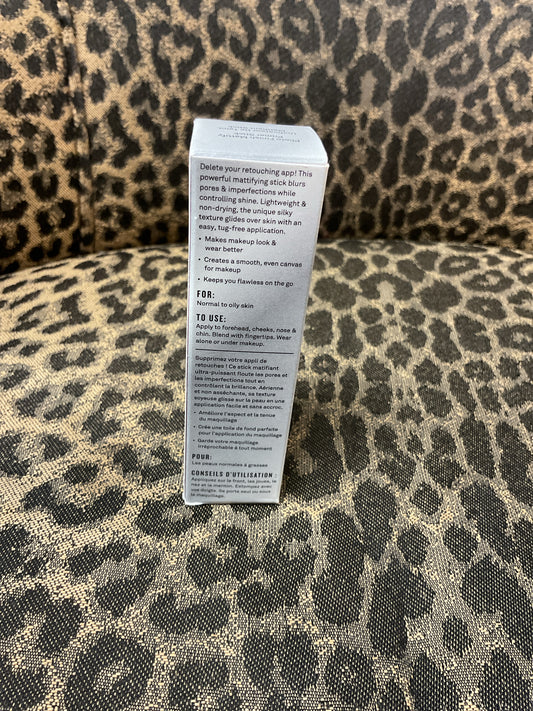 Delete your retouching app! This
powerful mattifying stick blurs
pores & imperfections while
controlling shine. Lightweight &
non-drying, the unique silky
texture glides over skin with an
easy, tug-free application.
• Makes makeup look &
wear better
• Creates a smooth, even canvas
for makeup
• Keeps you flawless on the go
FOR:
Normal to oily skin
TO USE:
Apply to forehead, cheeks, nose &
chin. Blend with fingertips. Wear
alone or under makeup.
Supprimez votre appli de
retouches ! Ce stick matifiant
ultra-puissant floute les pores et
les imperfections tout en
contrôlant la brillance. Aérienne
et non asséchante, sa texture
soyeuse glisse sur la peau en une
application facile et sans accroc.
• Améliore l'aspect et la tenue
du maquillage
• Crée une toile de fond parfaite
pour l'application du maquillage
• Garde votre maquillage
irréprochable à tout moment
POUR:
Les peaux normales à grasses
CONSEILS D'UTILISATION :
Appliquez sur le front, les joues, le
nez et le menton. Estompez avec
vos doigts. Se porte seul ou sous
le maquillage.